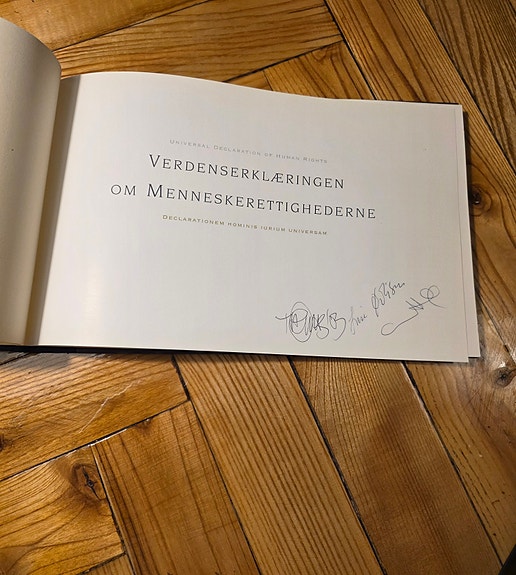 Universal Declaration of Human Rights
Verdenserklæringen
om Menneskerettighederne
Declarationem hominis iurium universam